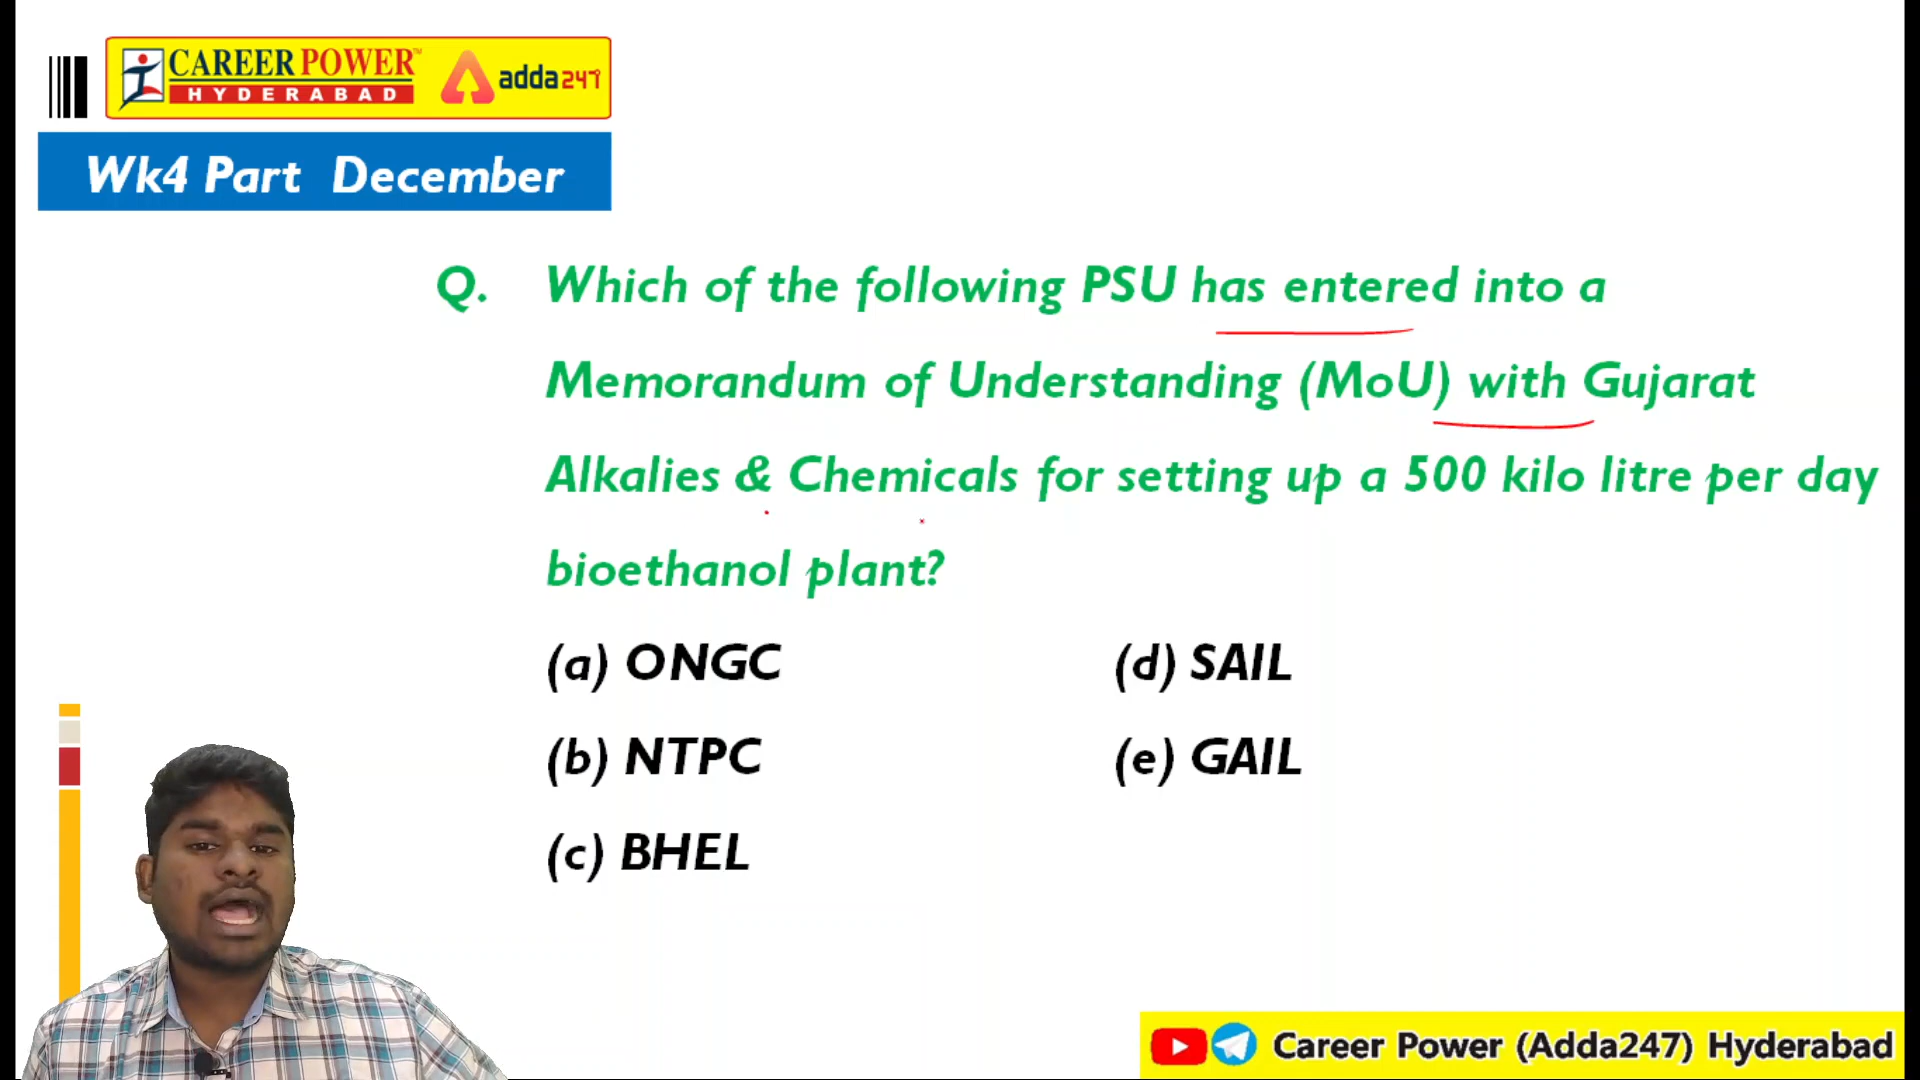 CAREER POWER™
HYDERABAD
adda247
Wk4 Part December
Q. Which of the following PSU has entered into a
Memorandum of Understanding (MoU) with Gujarat
Alkalies & Chemicals for setting up a 500 kilo litre per day
bioethanol plant?
(a) ONGC
(d) SAIL
(b) NTPC
(e) GAIL
(c) BHEL
Career Power (Adda247) Hyderabad